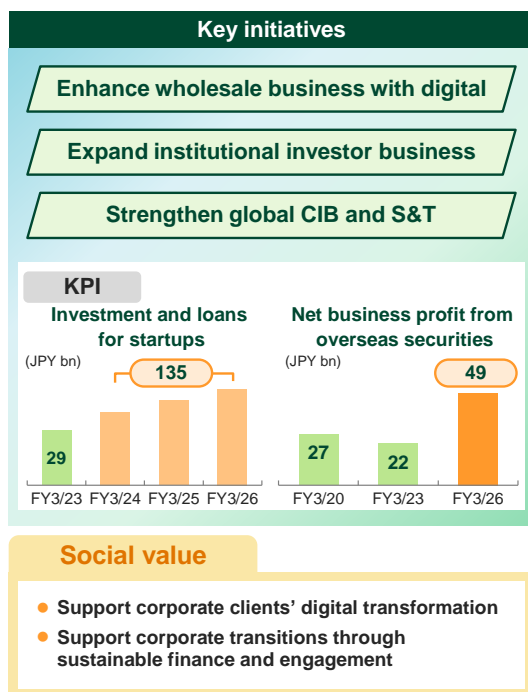 Key initiatives
Enhance wholesale business with digital
Expand institutional investor business
Strengthen global CIB and S&T
KPI
Investment and loans
for startups
(JPY bn)
135
29
FY3/23 FY3/24 FY3/25 FY3/26
Net business profit from
overseas securities
(JPY bn)
49
27
22
FY3/20 FY3/23 FY3/26
Social value
• Support corporate clients’ digital transformation
• Support corporate transitions through
sustainable finance and engagement